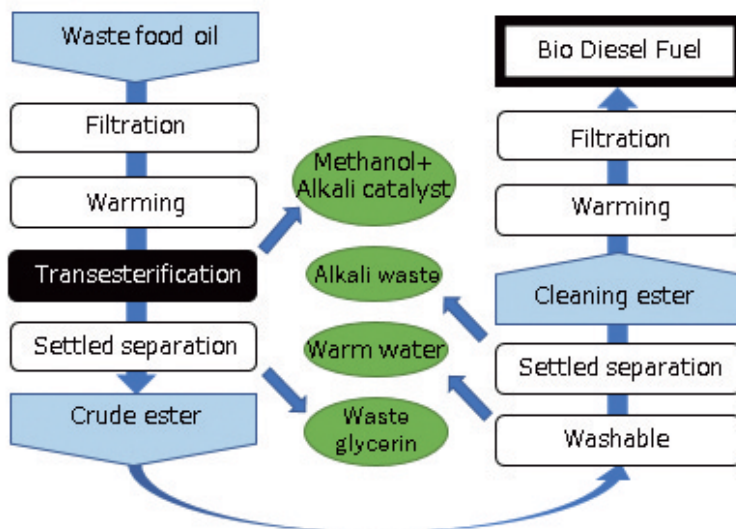 Waste food oil
Filtration
Warming
Transesterification
Settled separation
Crude ester
Methanol+
Alkali catalyst
Alkali waste
Warm water
Waste
glycerin
Bio Diesel Fuel
Filtration
Warming
Cleaning ester
Settled separation
Washable